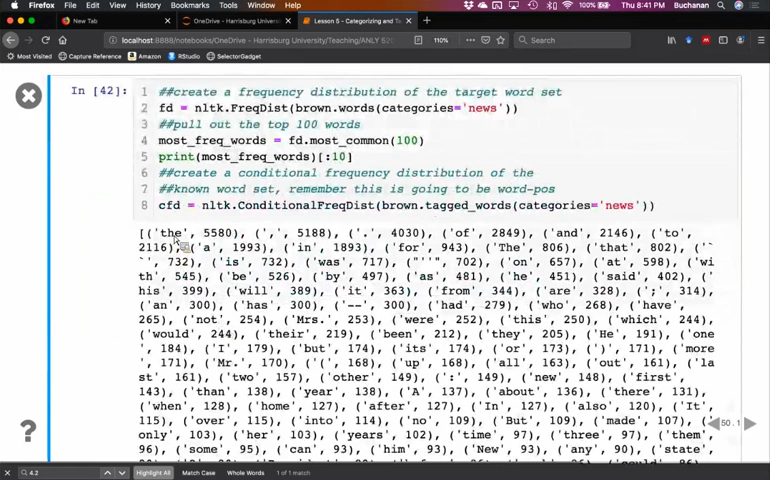 Firefox File Edit View History Bookmarks Tools Window Help 100% Thu 8:41 PM Buchanan
New Tab OneDrive - Harrisburg Universi Lesson 5 - Categorizing and Ta
localhost:8888/notebooks/OneDrive - Harrisburg University/Teaching/ANLY 52 110% Search
Most Visited Capture Reference Amazon RStudio SelectorGadget
In [42]: 1 ##create a frequency distribution of the target word set
2 fd = nltk.FreqDist(brown.words(categories='news'))
3 ##pull out the top 100 words
4 most_freq_words = fd.most_common(100)
5 print(most_freq_words)[:10]
6 ##create a conditional frequency distribution of the
7 ##known word set, remember this is going to be word-pos
8 cfd = nltk.ConditionalFreqDist(brown.tagged_words(categories='news'))
[('the', 5580), (',', 5188), ('.', 4030), ('of', 2849), ('and', 2146), ('to',
2116), ('a', 1993), ('in', 1893), ('for', 943), ('The', 806), ('that', 802), ('`
`', 732), ('is', 732), ('was', 717), ("''", 702), ('on', 657), ('at', 598), ('wi
th', 545), ('be', 526), ('by', 497), ('as', 481), ('he', 451), ('said', 402), ('
his', 399), ('will', 389), ('it', 363), ('from', 344), ('are', 328), (';', 314),
('an', 300), ('has', 300), ('--', 300), ('had', 279), ('who', 268), ('have',
265), ('not', 254), ('Mrs.', 253), ('were', 252), ('this', 250), ('which', 244),
('would', 244), ('their', 219), ('been', 212), ('they', 205), ('He', 191), ('one
', 184), ('I', 179), ('but', 174), ('its', 174), ('or', 173), (')', 171), ('more
', 171), ('Mr.', 170), ('(', 168), ('up', 168), ('all', 163), ('out', 161), ('la
st', 161), ('two', 157), ('other', 149), (':', 149), ('new', 148), ('first',
143), ('than', 138), ('year', 138), ('A', 137), ('about', 136), ('there', 131),
('when', 128), ('home', 127), ('after', 127), ('In', 127), ('also', 120), ('It',
115), ('over', 115), ('into', 114), ('no', 109), ('But', 109), ('made', 107), ('
only', 103), ('her', 103), ('years', 102), ('time', 97), ('three', 97), ('them',
96), ('some', 95), ('can', 93), ('him', 93), ('New', 93), ('any', 90), ('state'
50.1
4.2 Highlight All Match Case Whole Words 1 of 1 match